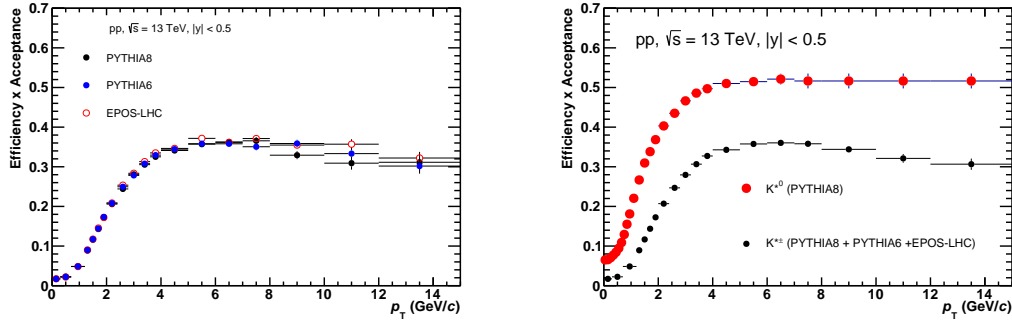 Efficiency x Acceptance
0.7
0.6
0.5
0.4
0.3
0.2
0.1
0
pp, √s = 13 TeV, |y| < 0.5
PYTHIA8
PYTHIA6
EPOS-LHC
0 2 4 6 8 10 12 14
p_T (GeV/c)
Efficiency x Acceptance
0.7
0.6
0.5
0.4
0.3
0.2
0.1
0
pp, √s = 13 TeV, |y| < 0.5
K*⁰ (PYTHIA8)
K*± (PYTHIA8 + PYTHIA6 +EPOS-LHC)
0 2 4 6 8 10 12 14
p_T (GeV/c)